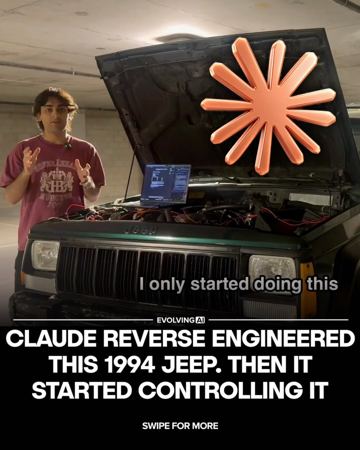 Jeep
I only started doing this
EVOLVING AI
CLAUDE REVERSE ENGINEERED
THIS 1994 JEEP. THEN IT
STARTED CONTROLLING IT
SWIPE FOR MORE